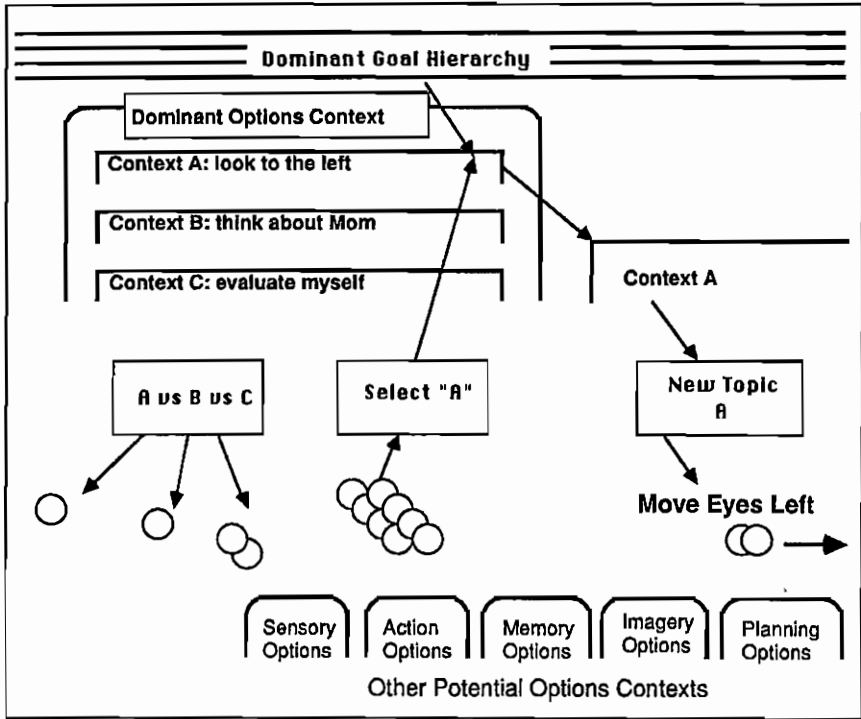 Dominant Goal Hierarchy
Dominant Options Context
Context A: look to the left
Context B: think about Mom
Context C: evaluate myself
Context A
A vs B vs C
Select "A"
New Topic
A
Move Eyes Left
Sensory
Options
Action
Options
Memory
Options
Imagery
Options
Planning
Options
Other Potential Options Contexts